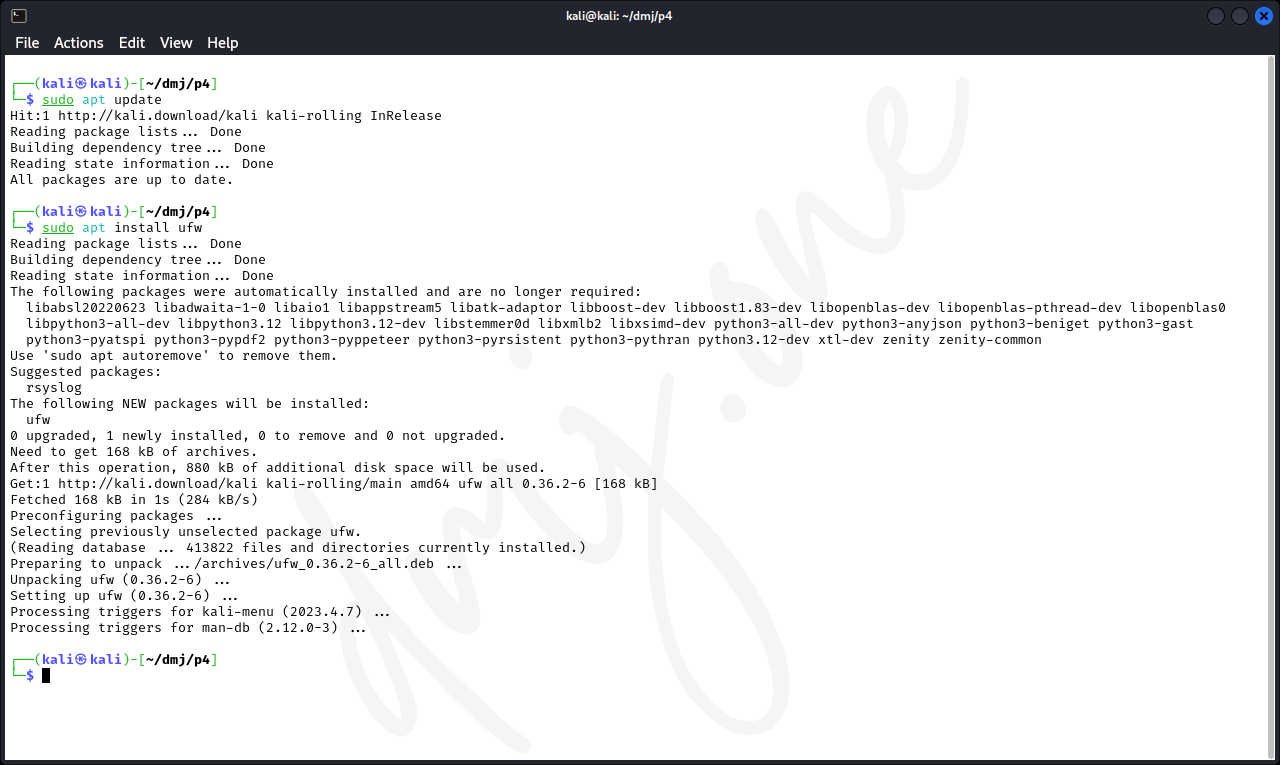 kali@kali: ~/dmj/p4
File Actions Edit View Help
┌──(kali㉿kali)-[~/dmj/p4]
└─$ sudo apt update
Hit:1 http://kali.download/kali kali-rolling InRelease
Reading package lists... Done
Building dependency tree... Done
Reading state information... Done
All packages are up to date.
┌──(kali㉿kali)-[~/dmj/p4]
└─$ sudo apt install ufw
Reading package lists... Done
Building dependency tree... Done
Reading state information... Done
The following packages were automatically installed and are no longer required:
libabsl20220623 libadwaita-1-0 libaio1 libappstream5 libatk-adaptor libboost-dev libboost1.83-dev libopenblas-dev libopenblas-pthread-dev libopenblas0
libpython3-all-dev libpython3.12 libpython3.12-dev libstemmer0d libxmlb2 libxsimd-dev python3-all-dev python3-anyjson python3-beniget python3-gast
python3-pyatspi python3-pypdf2 python3-pyppeteer python3-pyrsistent python3-pythran python3.12-dev xtl-dev zenity zenity-common
Use 'sudo apt autoremove' to remove them.
Suggested packages:
rsyslog
The following NEW packages will be installed:
ufw
0 upgraded, 1 newly installed, 0 to remove and 0 not upgraded.
Need to get 168 kB of archives.
After this operation, 880 kB of additional disk space will be used.
Get:1 http://kali.download/kali kali-rolling/main amd64 ufw all 0.36.2-6 [168 kB]
Fetched 168 kB in 1s (284 kB/s)
Preconfiguring packages ...
Selecting previously unselected package ufw.
(Reading database ... 413822 files and directories currently installed.)
Preparing to unpack .../archives/ufw_0.36.2-6_all.deb ...
Unpacking ufw (0.36.2-6) ...
Setting up ufw (0.36.2-6) ...
Processing triggers for kali-menu (2023.4.7) ...
Processing triggers for man-db (2.12.0-3) ...
┌──(kali㉿kali)-[~/dmj/p4]
└─$
dmj.one